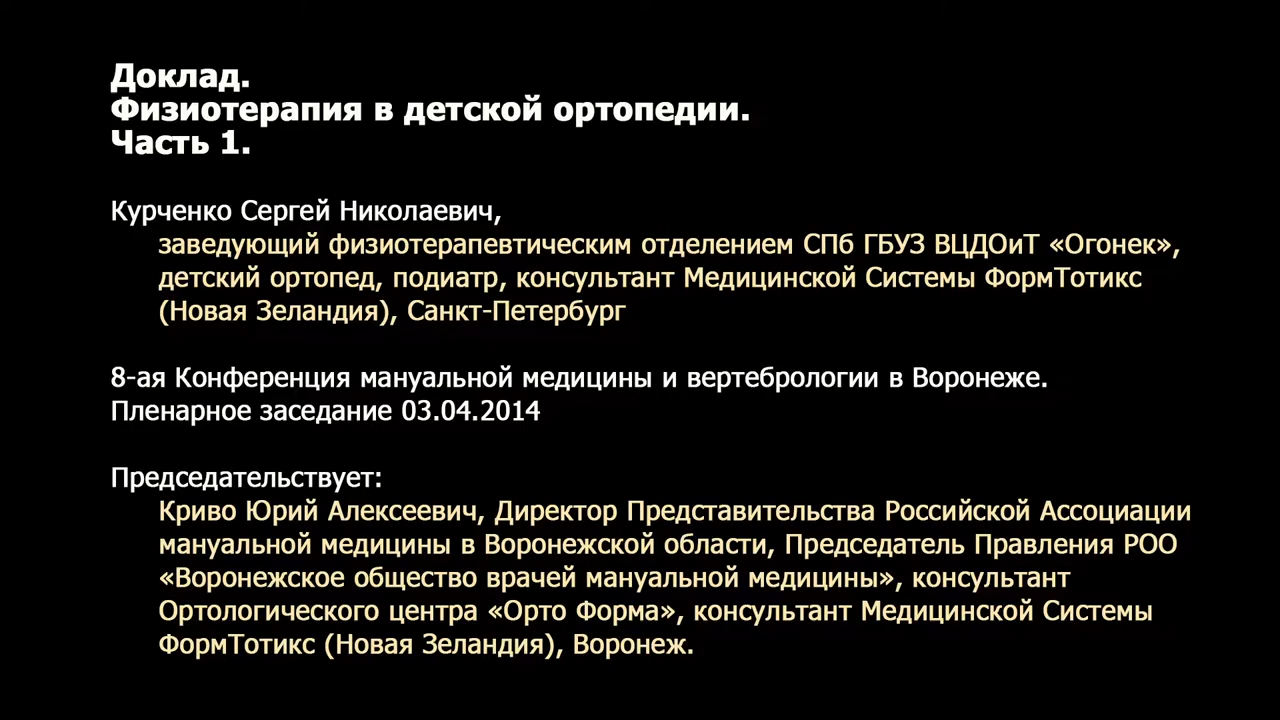 Доклад.
Физиотерапия в детской ортопедии.
Часть 1.
Курченко Сергей Николаевич,
заведующий физиотерапевтическим отделением СПб ГБУЗ ВЦДОиТ «Огонек»,
детский ортопед, подиатр, консультант Медицинской Системы ФормТотикс
(Новая Зеландия), Санкт-Петербург
8-ая Конференция мануальной медицины и вертебрологии в Воронеже.
Пленарное заседание 03.04.2014
Председательствует:
Криво Юрий Алексеевич, Директор Представительства Российской Ассоциации
мануальной медицины в Воронежской области, Председатель Правления РОО
«Воронежское общество врачей мануальной медицины», консультант
Ортологического центра «Орто Форма», консультант Медицинской Системы
ФормТотикс (Новая Зеландия), Воронеж.